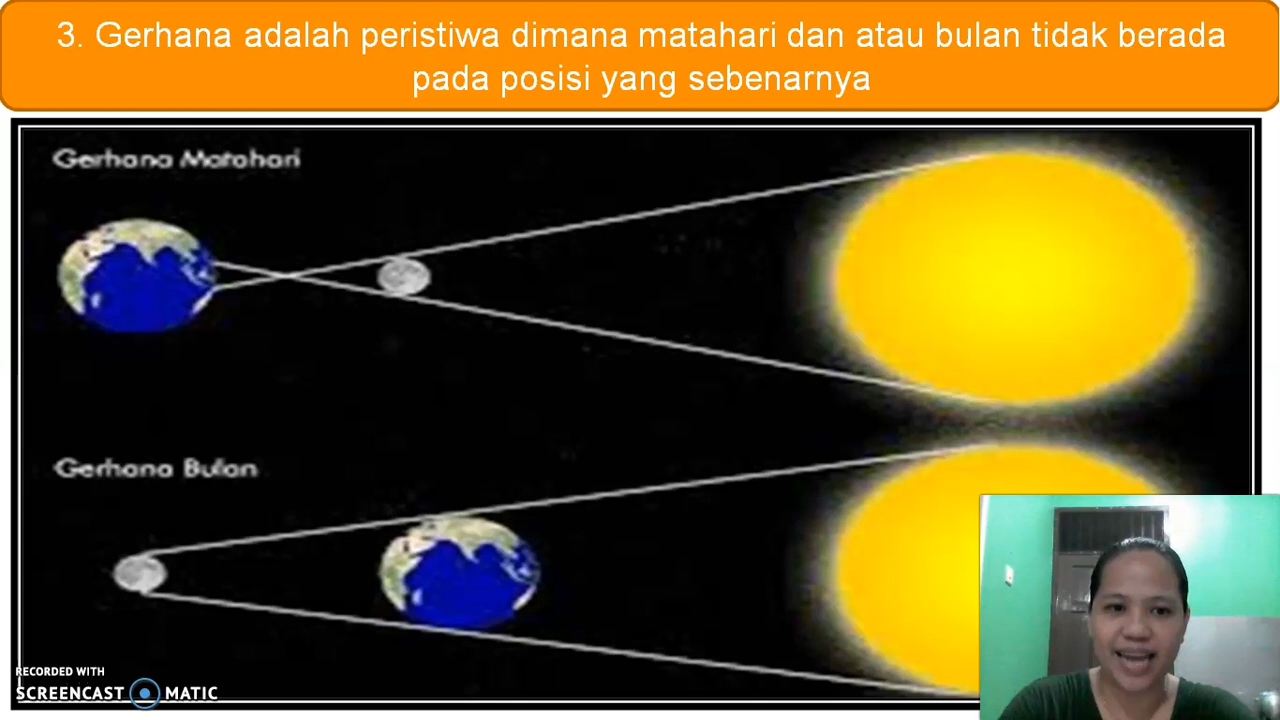 3. Gerhana adalah peristiwa dimana matahari dan atau bulan tidak berada
pada posisi yang sebenarnya
Gerhana Matahari
Gerhana Bulan
RECORDED WITH
SCREENCAST MATIC